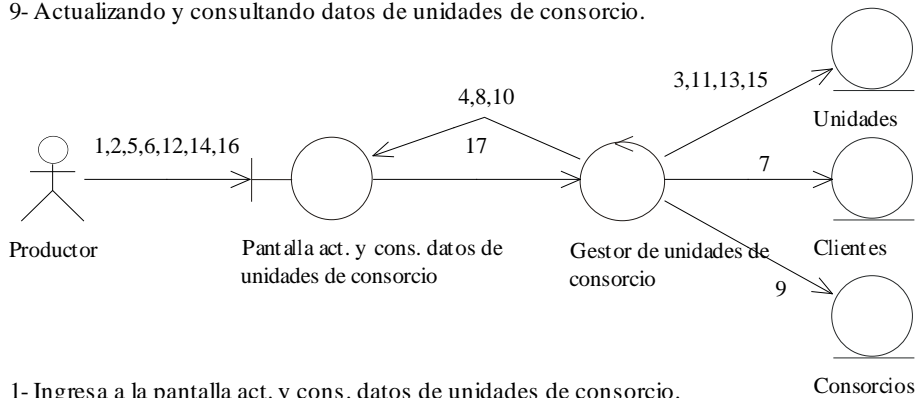 9- Actualizando y consultando datos de unidades de consorcio.
3,11,13,15
4,8,10
Unidades
1,2,5,6,12,14,16
17
7
Productor
Pantalla act. y cons. datos de
unidades de consorcio
Gestor de unidades de
consorcio
Clientes
9
Consorcios
1- Ingresa a la pantalla act. y cons. datos de unidades de consorcio.